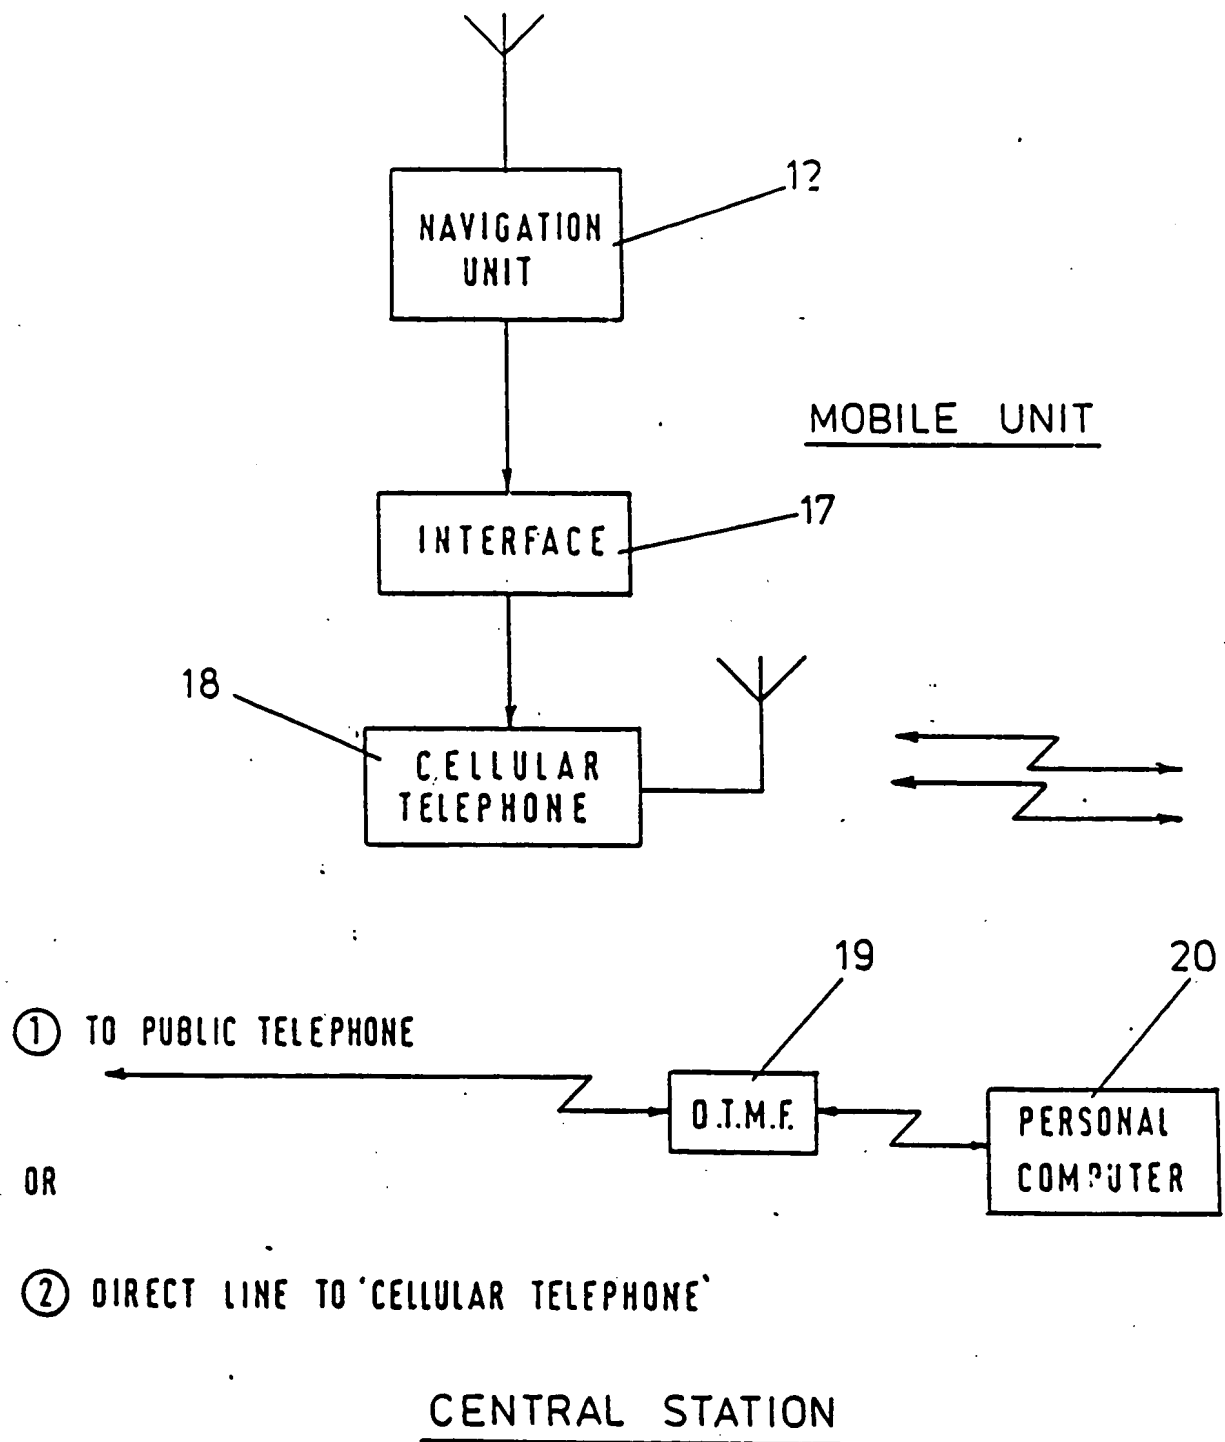 12
NAVIGATION
UNIT
MOBILE UNIT
INTERFACE
17
18
CELLULAR
TELEPHONE
19
20
① TO PUBLIC TELEPHONE
D.T.M.F.
PERSONAL
COMPUTER
OR
② DIRECT LINE TO 'CELLULAR TELEPHONE'
CENTRAL STATION